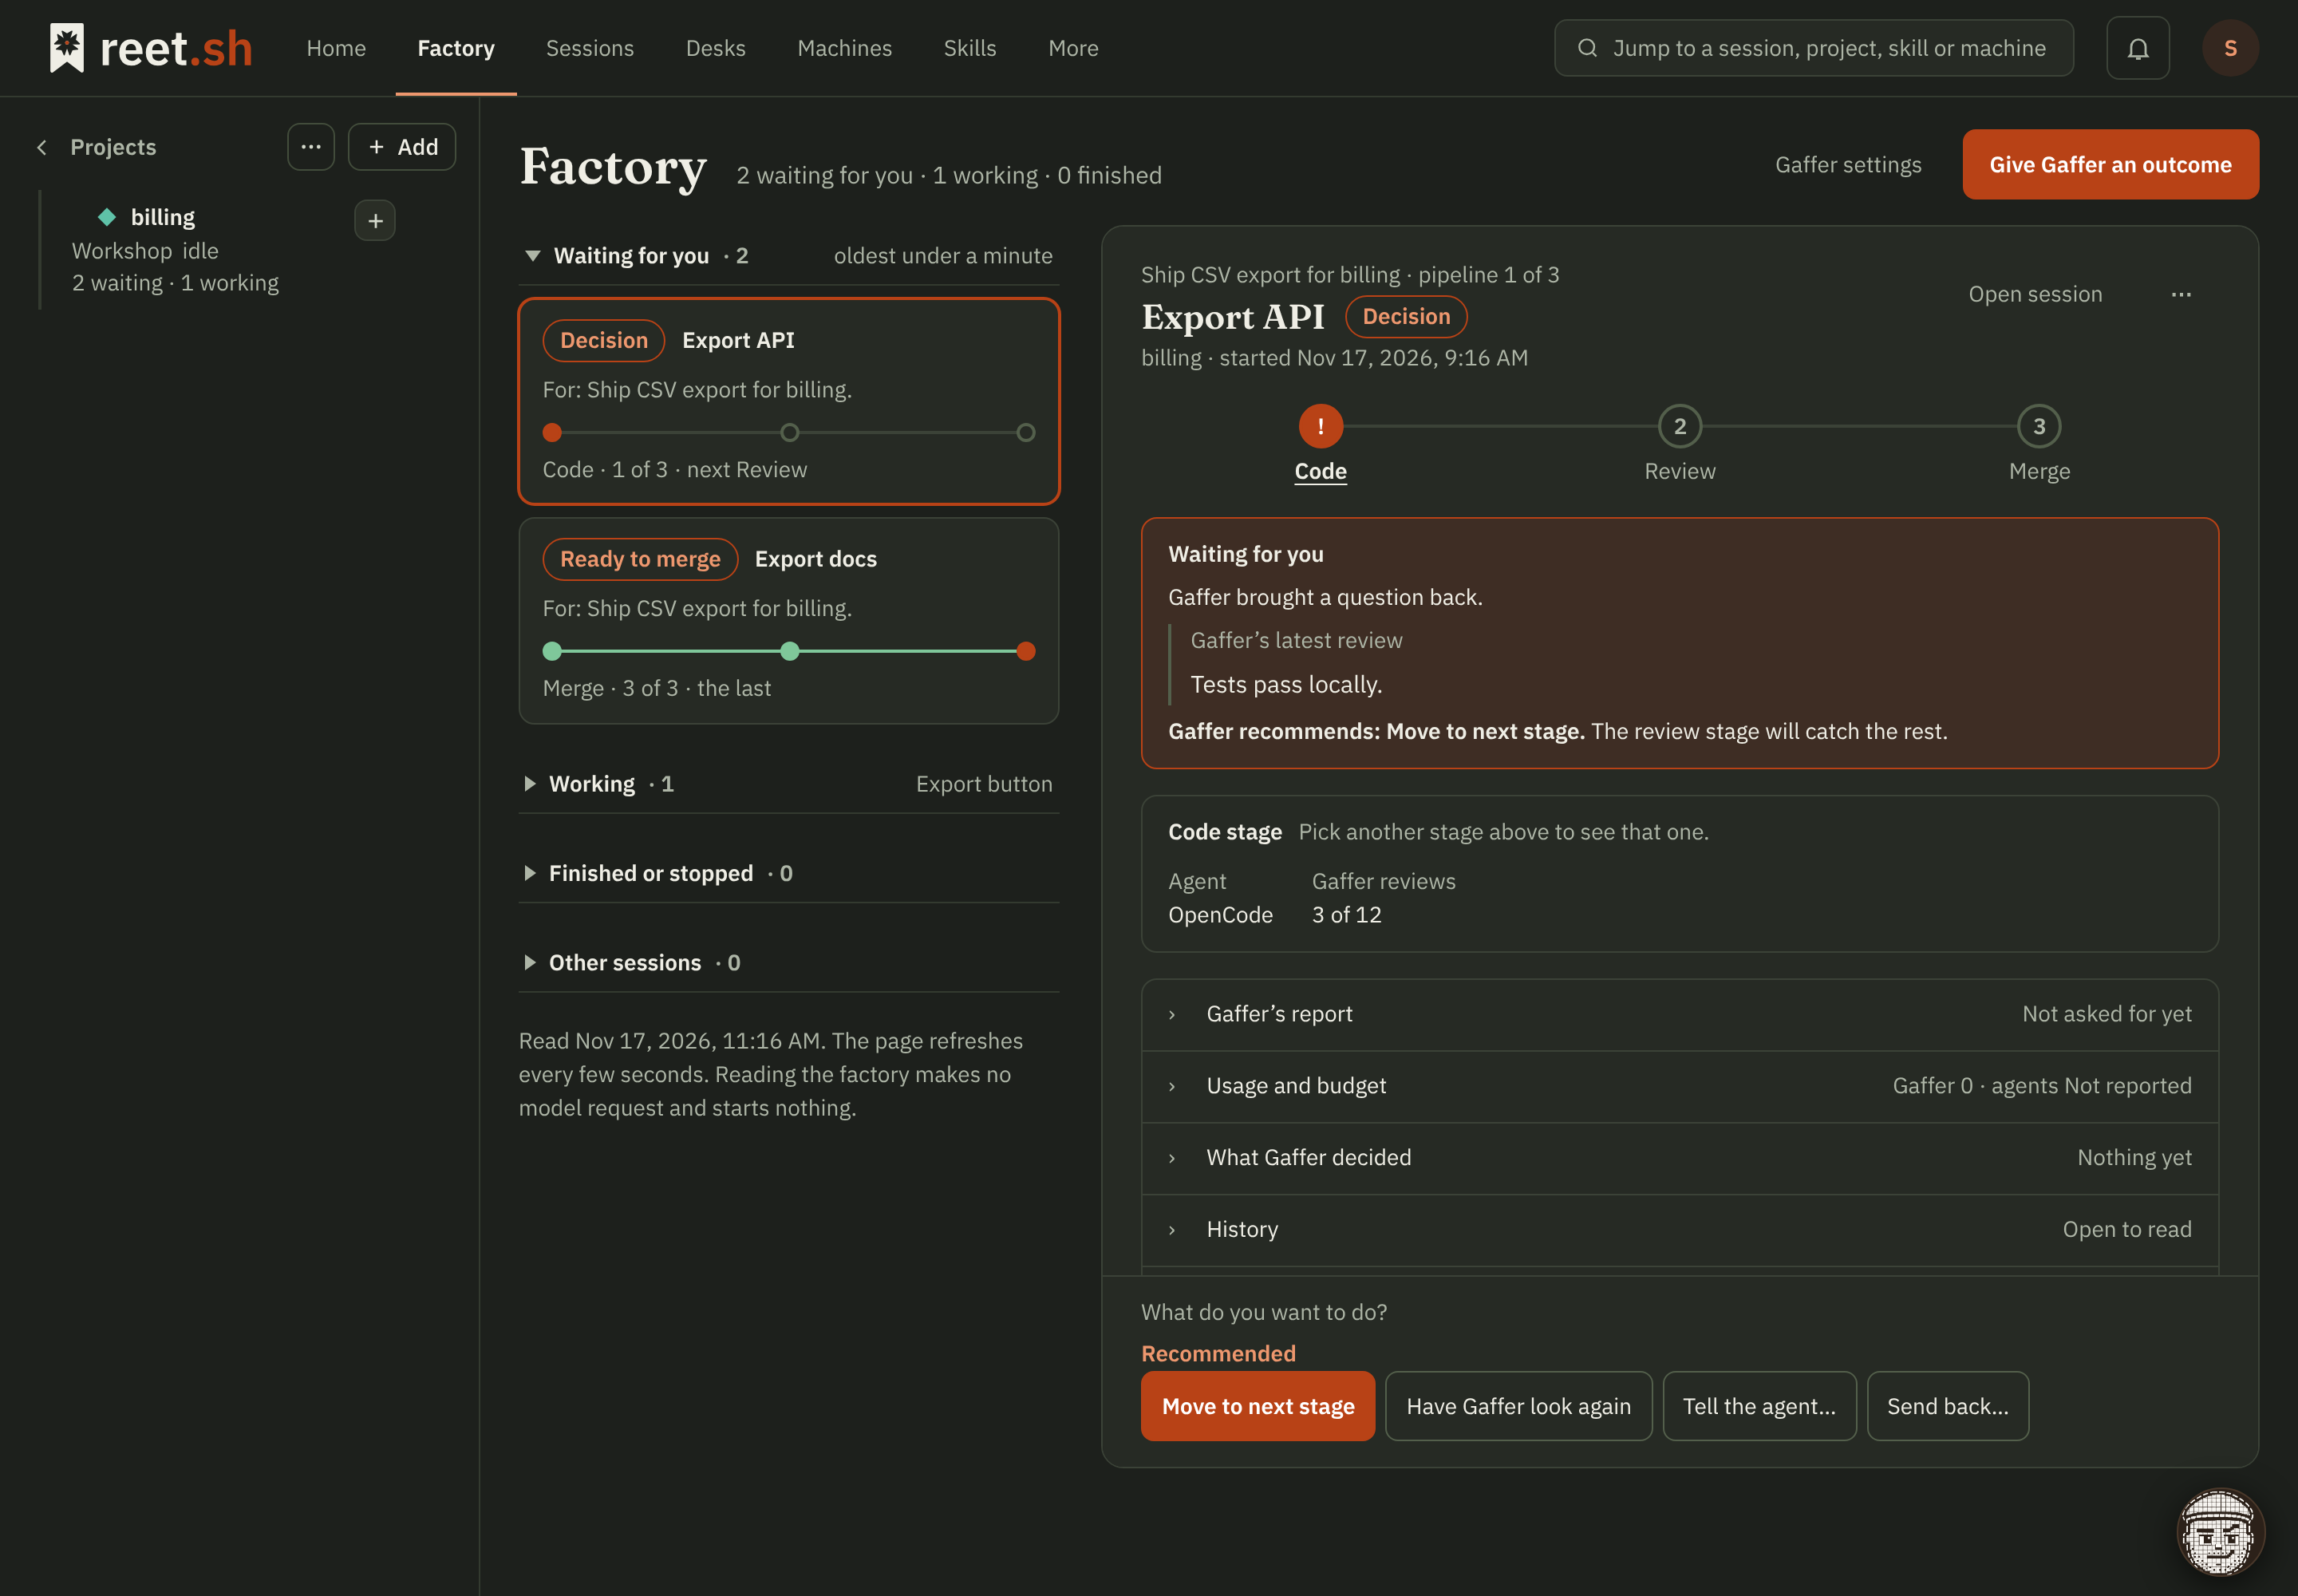 reet.sh
Home
Factory
Sessions
Desks
Machines
Skills
More
Jump to a session, project, skill or machine
S
Projects
+ Add
billing
Workshop idle
2 waiting · 1 working
Factory
2 waiting for you · 1 working · 0 finished
Gaffer settings
Give Gaffer an outcome
Waiting for you · 2
oldest under a minute
Decision
Export API
For: Ship CSV export for billing.
Code · 1 of 3 · next Review
Ready to merge
Export docs
For: Ship CSV export for billing.
Merge · 3 of 3 · the last
Working · 1
Export button
Finished or stopped · 0
Other sessions · 0
Read Nov 17, 2026, 11:16 AM. The page refreshes
every few seconds. Reading the factory makes no
model request and starts nothing.
Ship CSV export for billing · pipeline 1 of 3
Export API
Decision
billing · started Nov 17, 2026, 9:16 AM
Open session
...
!
2
3
Code
Review
Merge
Waiting for you
Gaffer brought a question back.
Gaffer’s latest review
Tests pass locally.
Gaffer recommends: Move to next stage. The review stage will catch the rest.
Code stage Pick another stage above to see that one.
Agent
Gaffer reviews
OpenCode
3 of 12
Gaffer’s report
Not asked for yet
Usage and budget
Gaffer 0 · agents Not reported
What Gaffer decided
Nothing yet
History
Open to read
What do you want to do?
Recommended
Move to next stage
Have Gaffer look again
Tell the agent...
Send back...